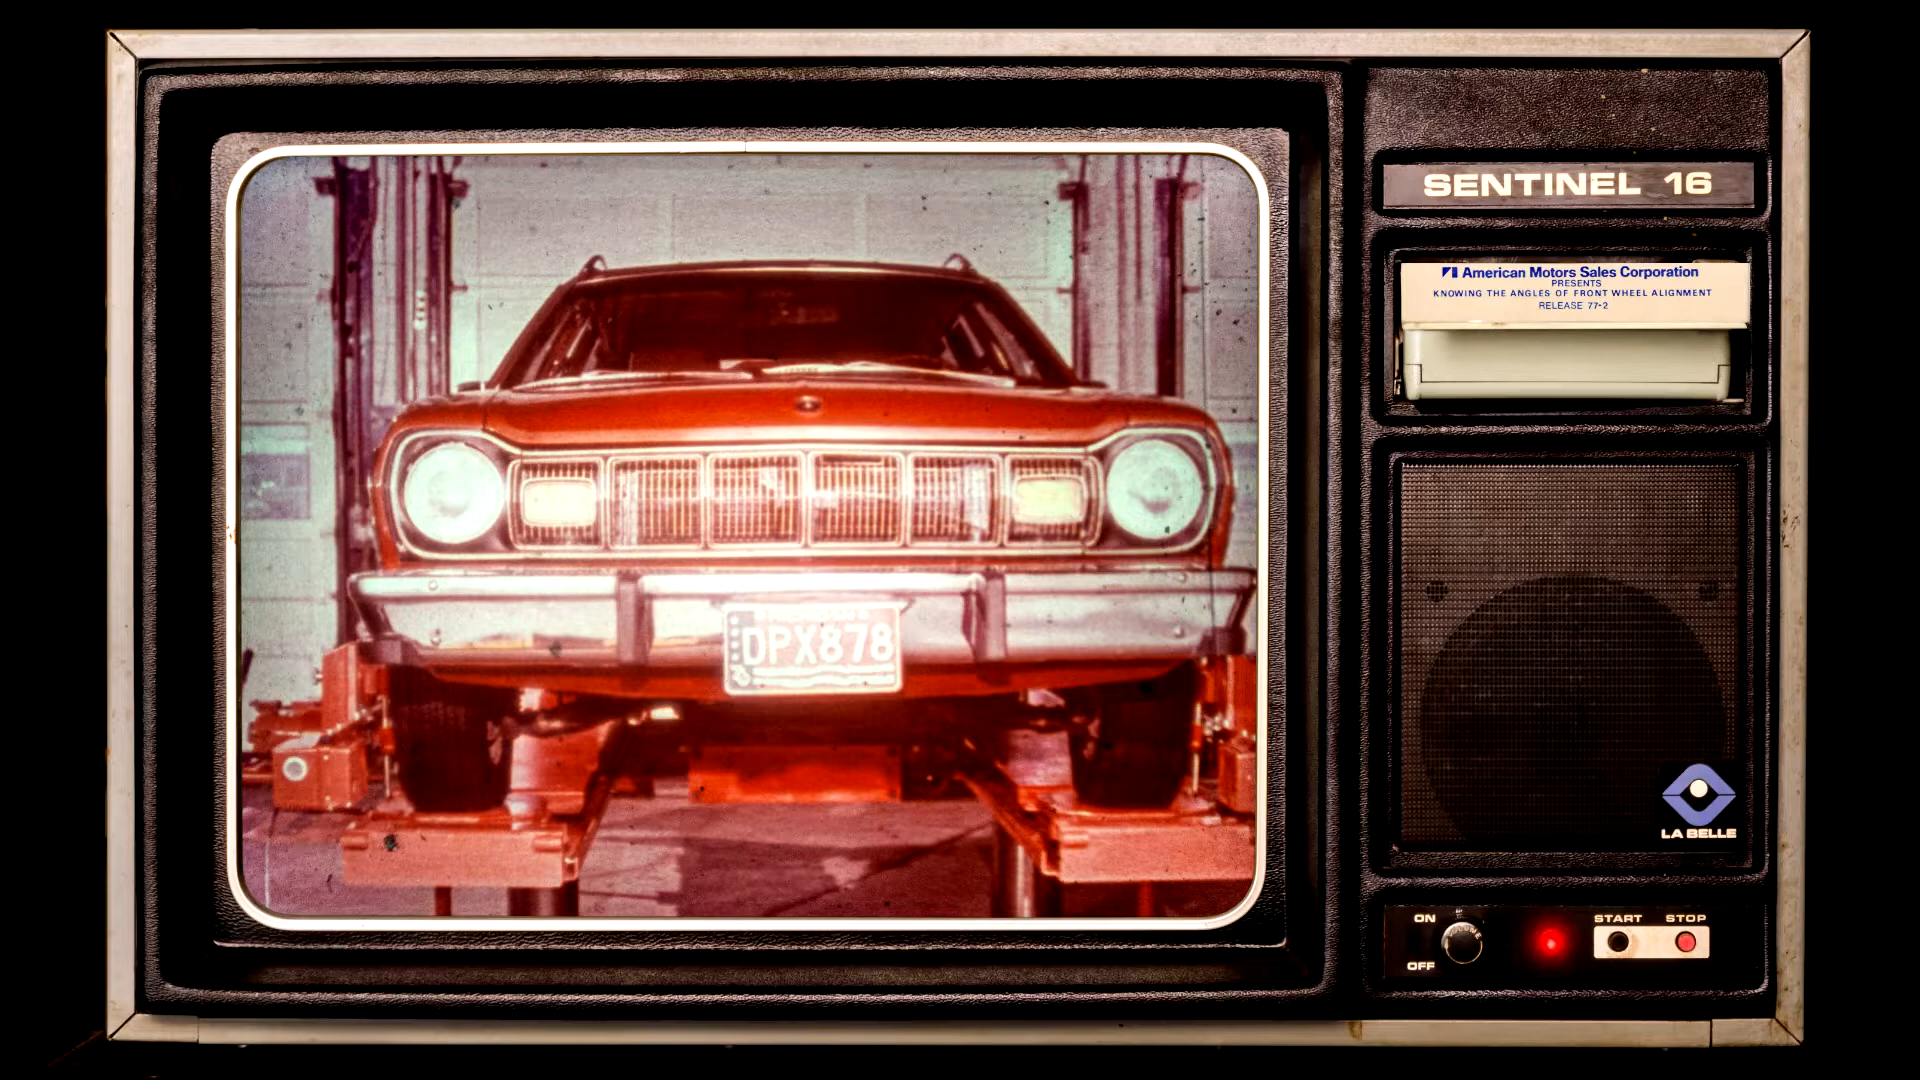 SENTINEL 16
American Motors Sales Corporation
PRESENTS
KNOWING THE ANGLES OF FRONT WHEEL ALIGNMENT
RELEASE 77-2
DPX878
LA BELLE
ON
OFF
VOLUME
START STOP